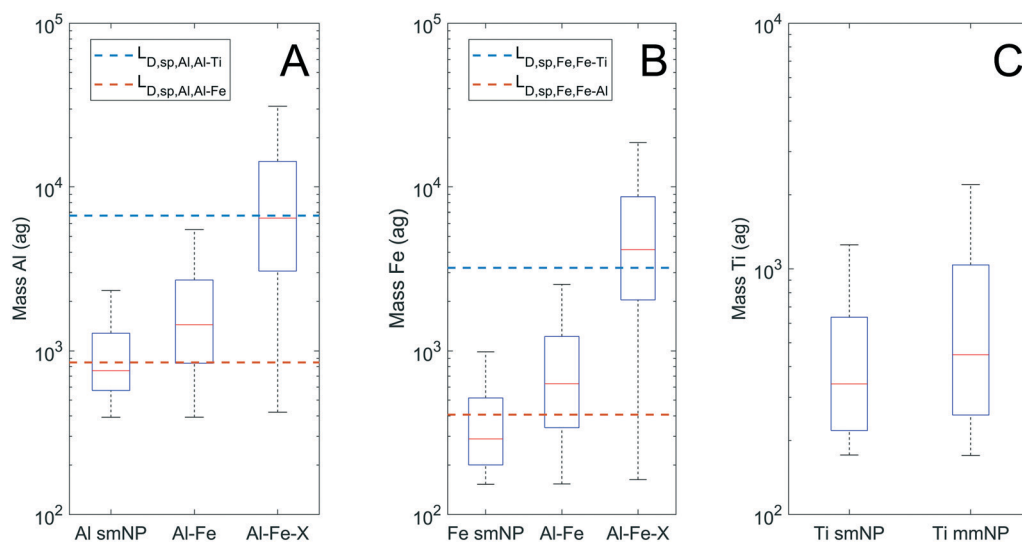 A
L_D,sp,Al,Al-Ti
L_D,sp,Al,Al-Fe
Mass Al (ag)
10^5
10^4
10^3
10^2
Al smNP
Al-Fe
Al-Fe-X
B
L_D,sp,Fe,Fe-Ti
L_D,sp,Fe,Fe-Al
Mass Fe (ag)
10^5
10^4
10^3
10^2
Fe smNP
Al-Fe
Al-Fe-X
C
Mass Ti (ag)
10^4
10^3
10^2
Ti smNP
Ti mmNP